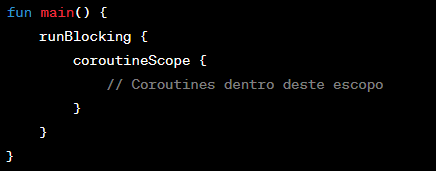 fun main() {
    runBlocking {
        coroutineScope {
            // Coroutines dentro deste escopo
        }
    }
}